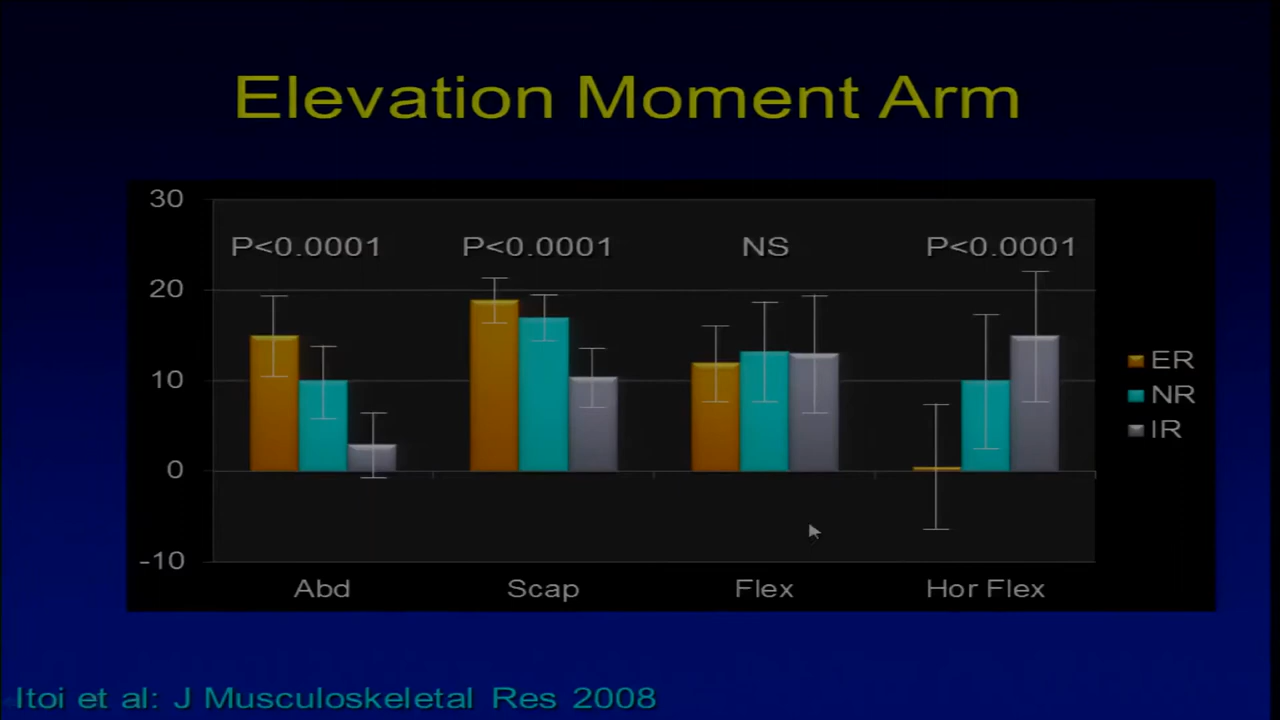 Elevation Moment Arm
30
P<0.0001 P<0.0001 NS P<0.0001
20
10
0
-10
ER
NR
IR
Abd Scap Flex Hor Flex
Itoi et al: J Musculoskeletal Res 2008